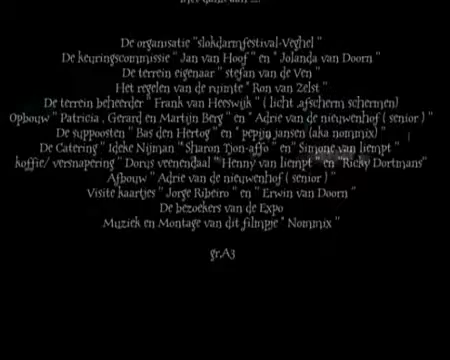 De organisatie "slokdarmfestival-Veghel "
De keuringscommissie " Jan van Hoof " en " Jolanda van Doorn "
De terrein eigenaar " stefan van de Ven "
Het regelen van de ruimte " Ron van Zelst "
De terrein beheerder " Frank van Heeswijk " ( licht ,afscherm schermen)
Opbouw " Patricia , Gerard en Martijn Berg " en " Adrie van de nieuwenhof ( senior ) "
De suppoosten " Bas den Hertog " en " pepijn jansen (aka nommix) "
De Catering " Ideke Nijman " "Sharon Tjon-affo " en" Simone van liempt "
koffie/ versnapering " Dorus veenendaal " "Henny van liempt " en "Ricky Dortmans"
Afbouw " Adrie van de nieuwenhof ( senior ) "
Visite kaartjes " Jorge Ribeiro " en " Erwin van Doorn "
De bezoekers van de Expo
Muziek en Montage van dit filmpje " Nommix "
gr.A3